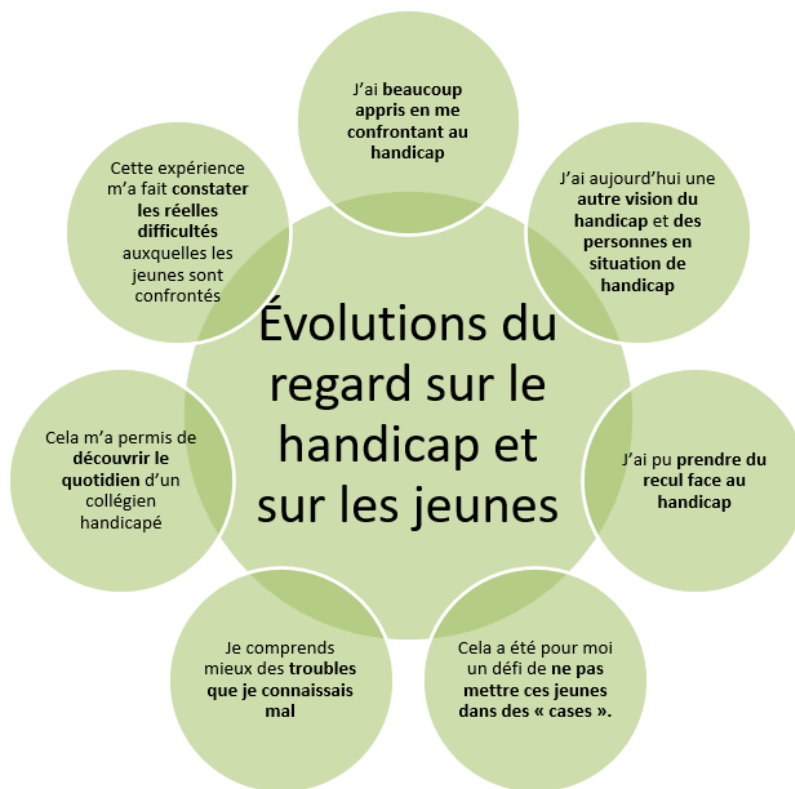 J'ai beaucoup
appris en me
confrontant au
handicap
J'ai aujourd'hui une
autre vision du
handicap et des
personnes en
situation de
handicap
J'ai pu prendre du
recul face au
handicap
Cela a été pour moi
un défi de ne pas
mettre ces jeunes
dans des « cases ».
Je comprends
mieux des troubles
que je connaissais
mal
Cela m'a permis de
découvrir le
quotidien d'un
collégien
handicapé
Cette expérience
m'a fait constater
les réelles
difficultés
auxquelles les
jeunes sont
confrontés
Évolutions du
regard sur le
handicap et
sur les jeunes